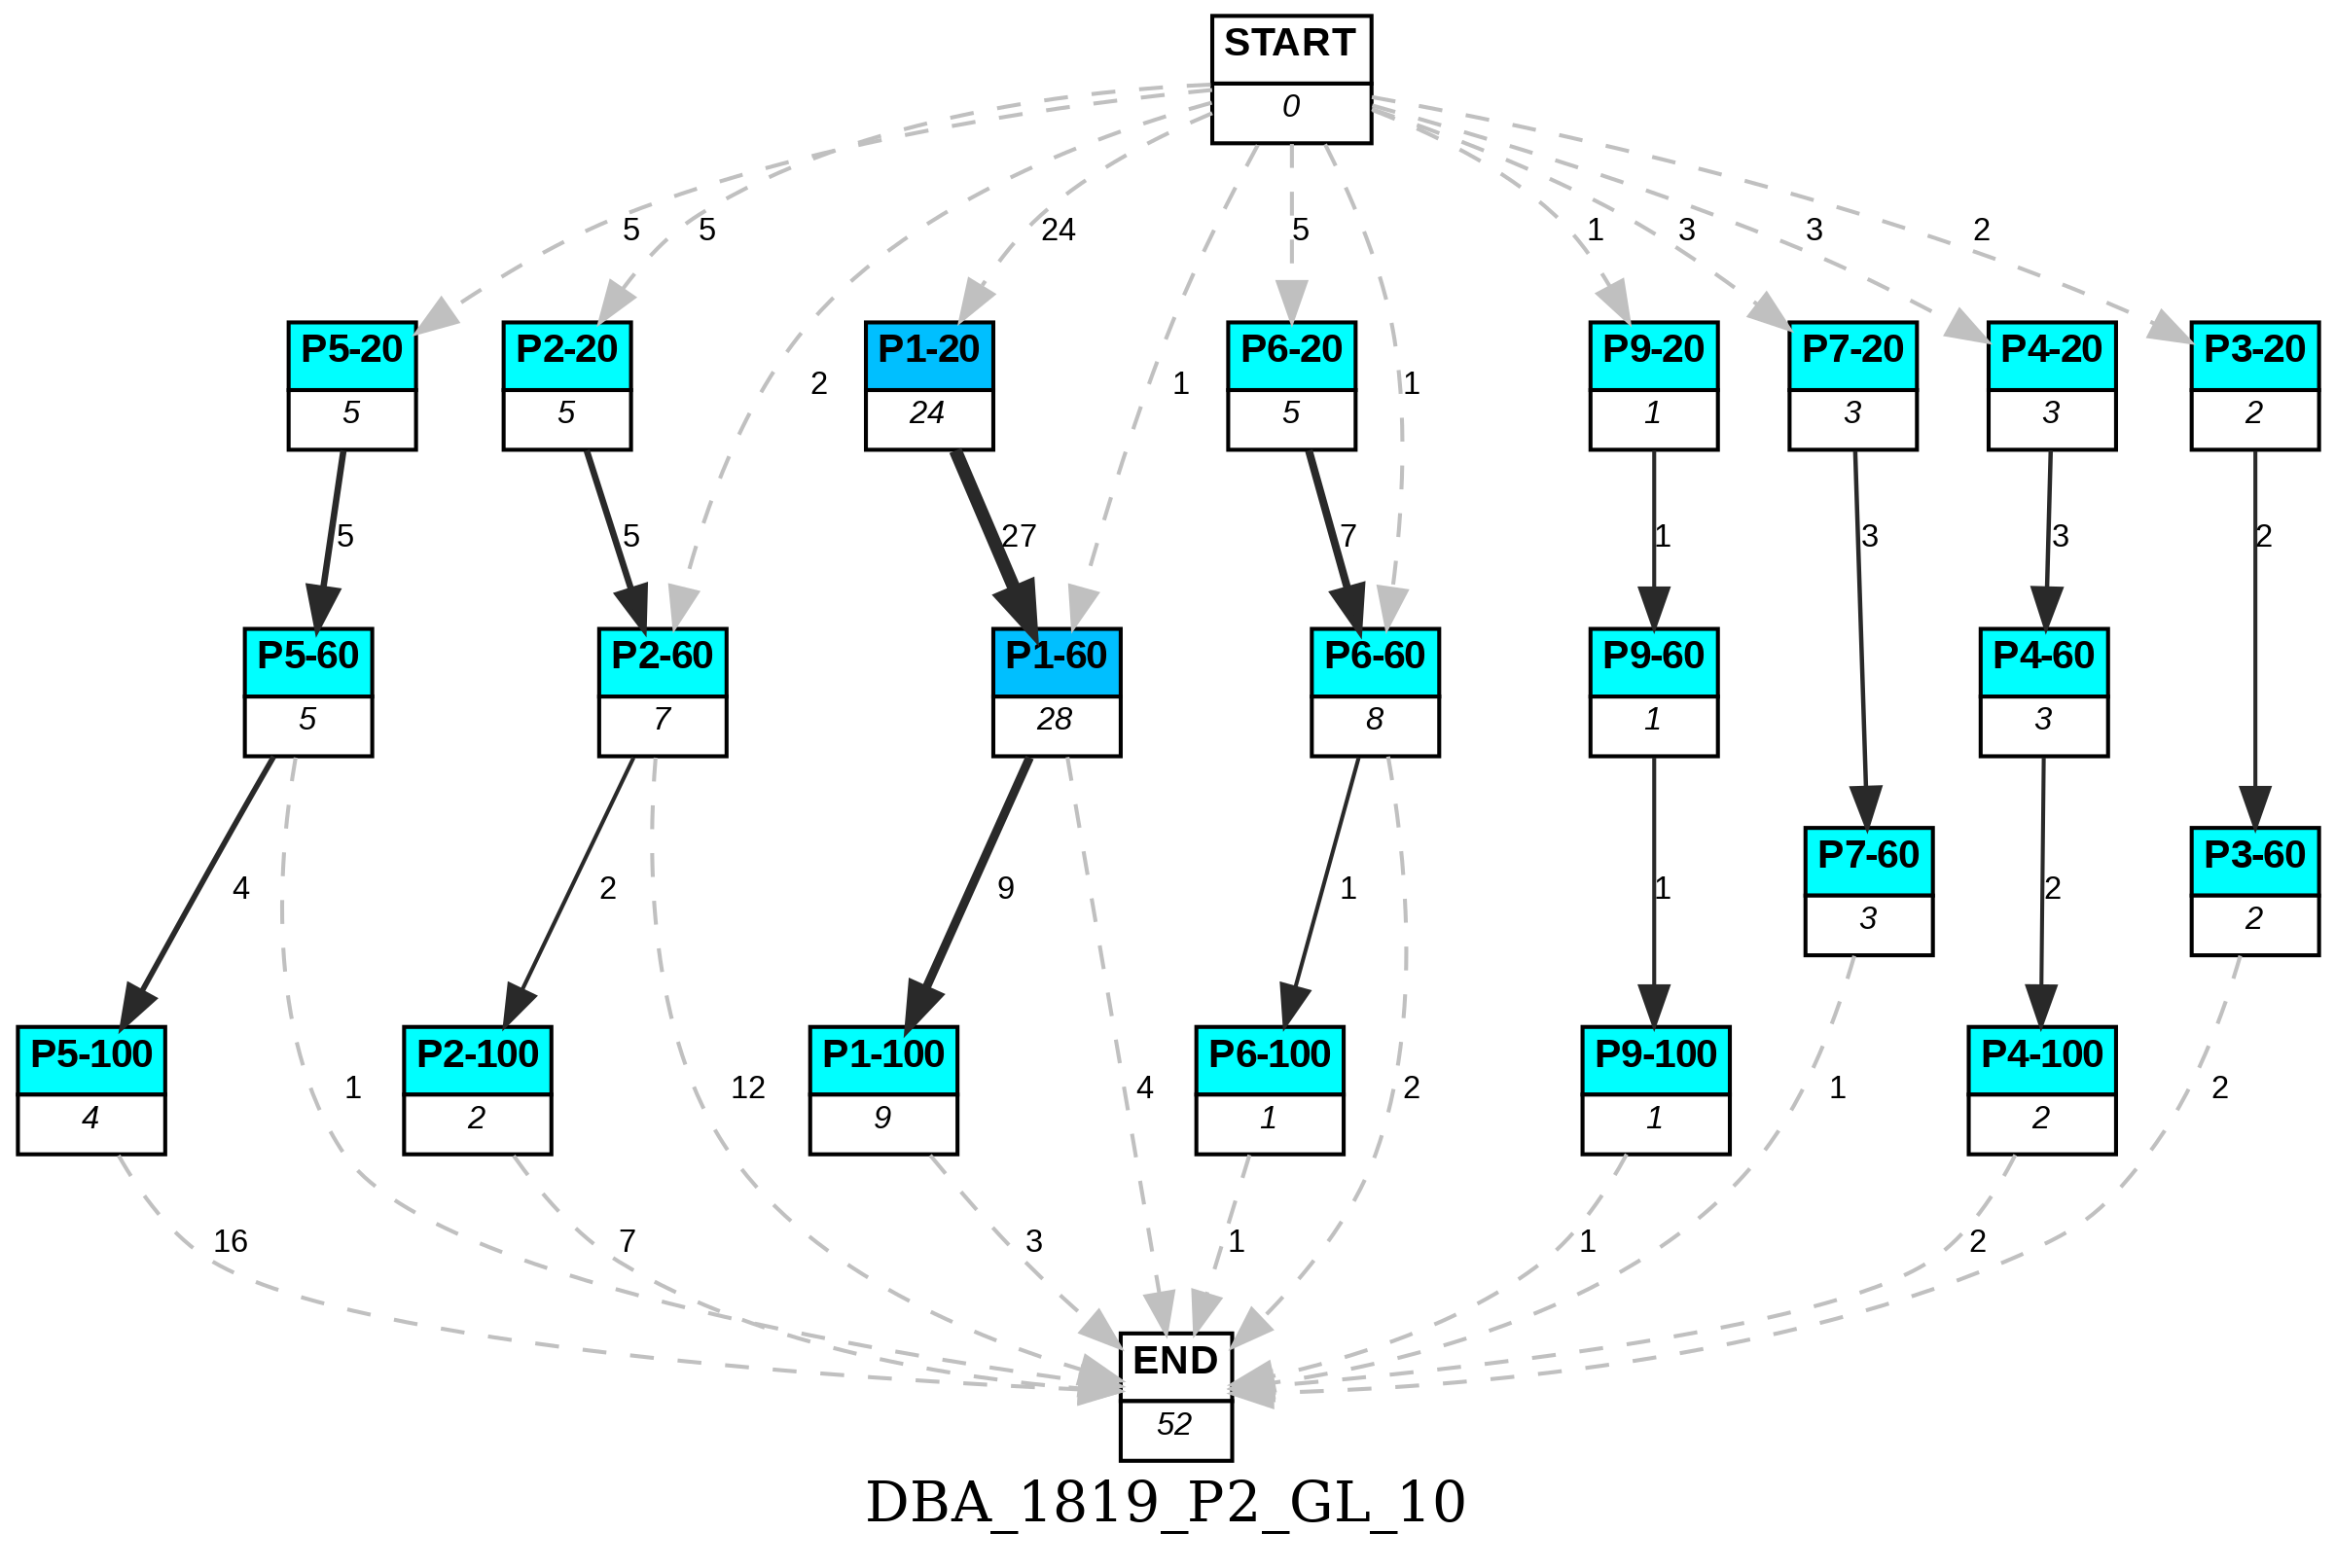 START
0
5
5
24
5
1
3
3
2
P5-20
5
P2-20
5
P1-20
24
P6-20
5
P9-20
1
P7-20
3
P4-20
3
P3-20
2
2
1
1
5
5
27
7
1
3
3
2
P5-60
5
P2-60
7
P1-60
28
P6-60
8
P9-60
1
P4-60
3
P7-60
3
P3-60
2
4
2
9
1
1
2
P5-100
4
P2-100
2
P1-100
9
P6-100
1
P9-100
1
P4-100
2
1
12
4
2
1
2
16
7
3
1
1
2
END
52
DBA_1819_P2_GL_10